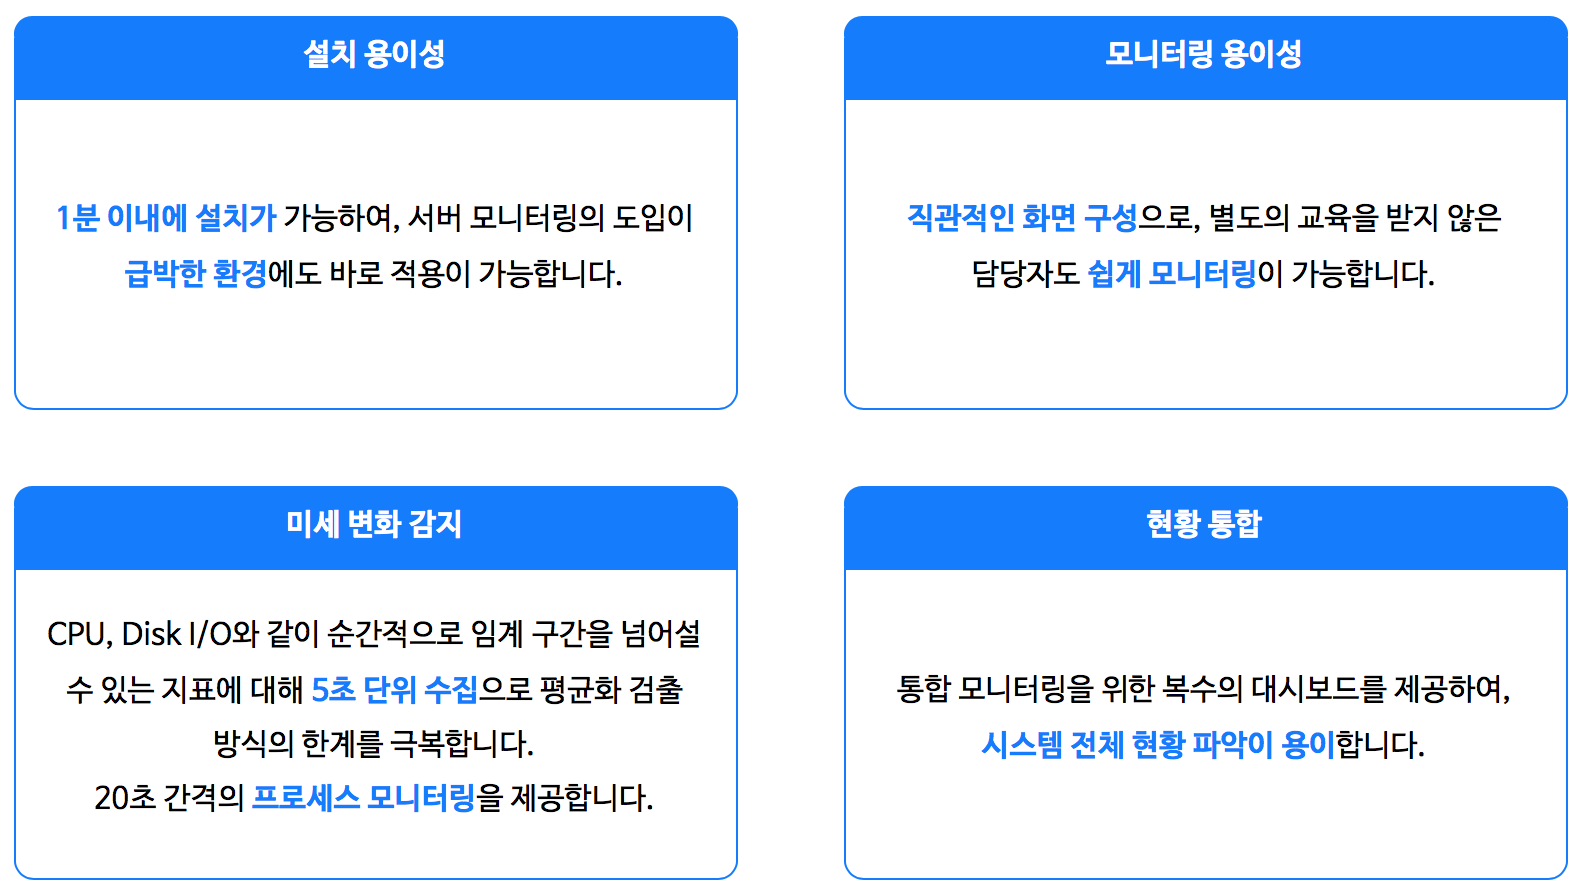 설치 용이성
1분 이내에 설치가 가능하여, 서버 모니터링의 도입이
급박한 환경에도 바로 적용이 가능합니다.
모니터링 용이성
직관적인 화면 구성으로, 별도의 교육을 받지 않은
담당자도 쉽게 모니터링이 가능합니다.
미세 변화 감지
CPU, Disk I/O와 같이 순간적으로 임계 구간을 넘어설
수 있는 지표에 대해 5초 단위 수집으로 평균화 검출
방식의 한계를 극복합니다.
20초 간격의 프로세스 모니터링을 제공합니다.
현황 통합
통합 모니터링을 위한 복수의 대시보드를 제공하여,
시스템 전체 현황 파악이 용이합니다.